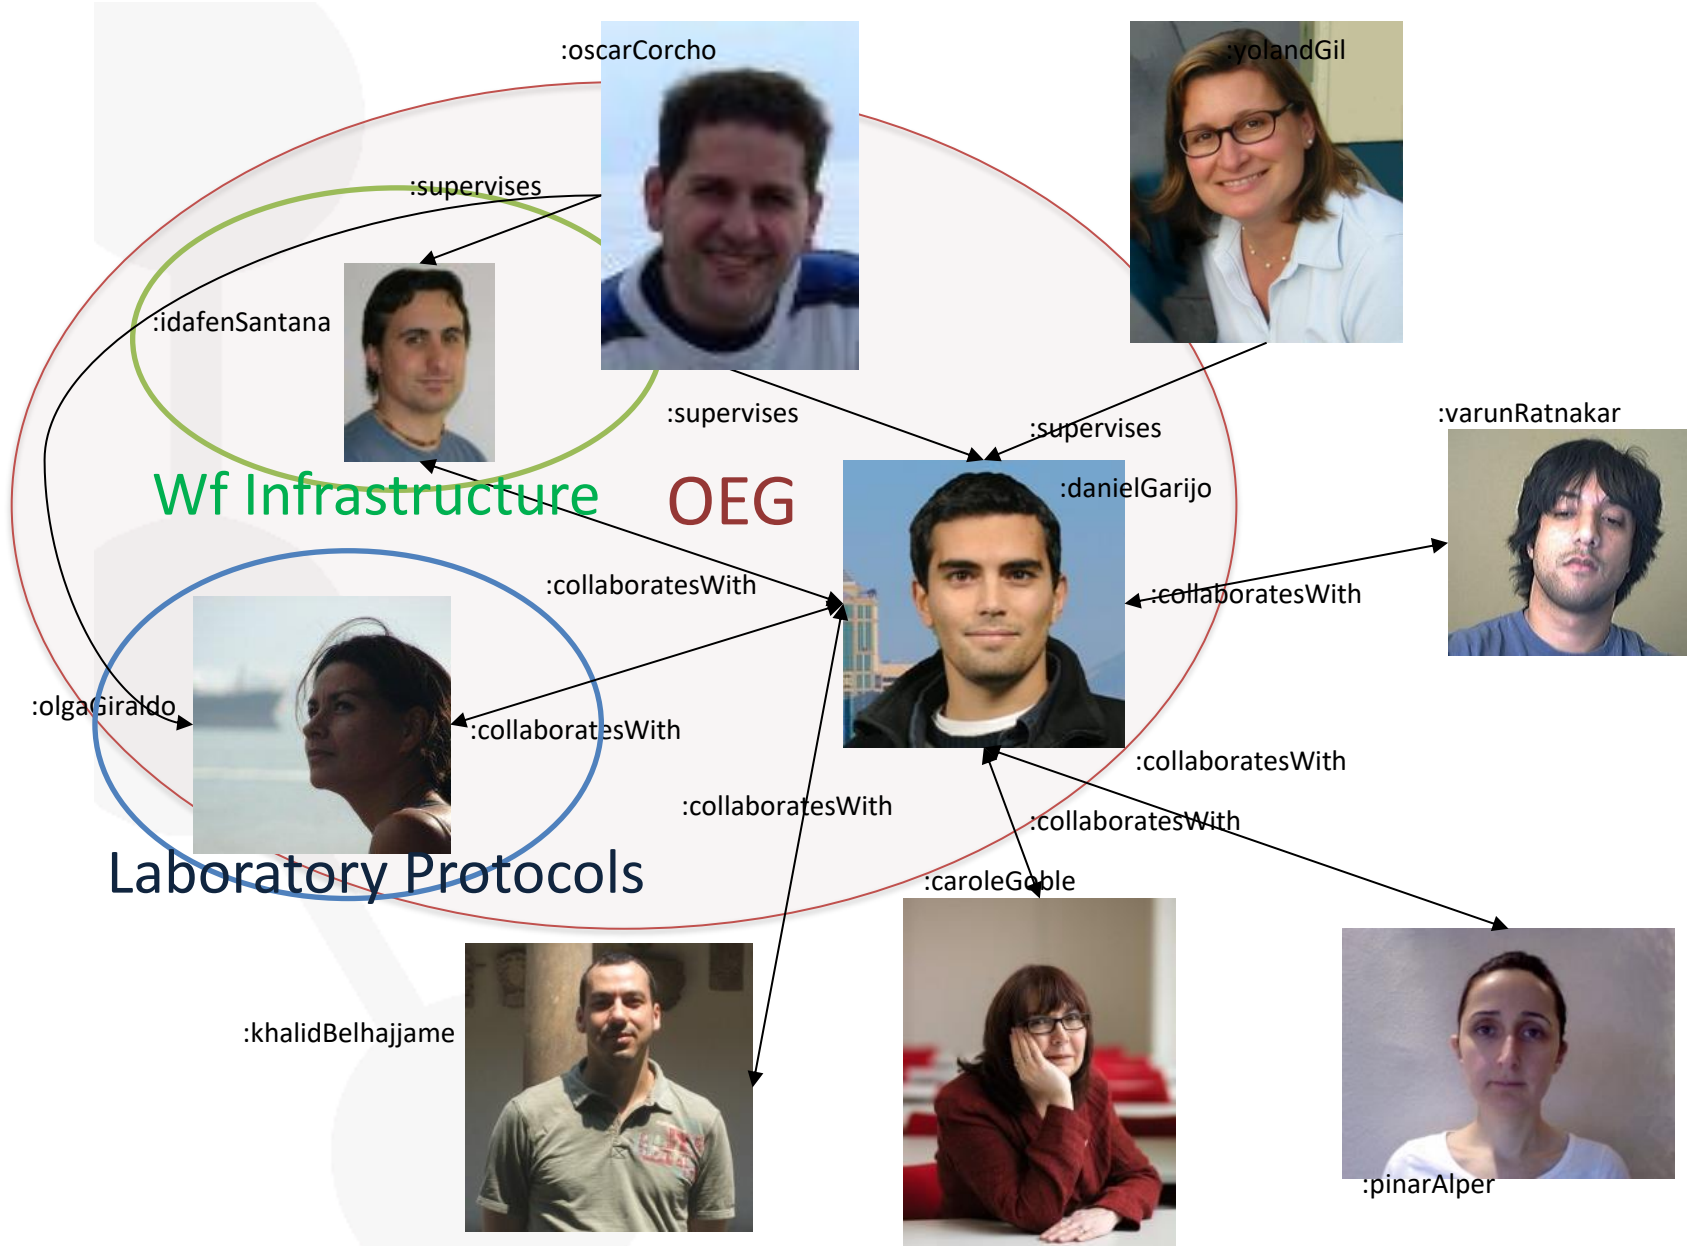 :oscarCorcho
:yolandGil
:supervises
:idafenSantana
:supervises
:supervises
:varunRatnakar
Wf Infrastructure
OEG
:danielGarijo
:collaboratesWith
:collaboratesWith
:olgaGiraldo
:collaboratesWith
:collaboratesWith
:collaboratesWith
:collaboratesWith
Laboratory Protocols
:caroleGoble
:khalidBelhajjame
:pinarAlper